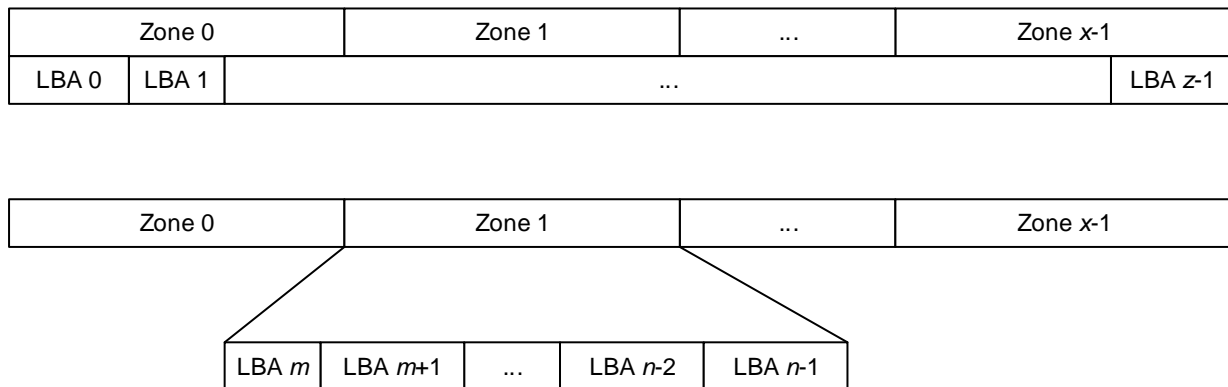 Zone 0 Zone 1 ... Zone x-1
LBA 0 LBA 1 ... LBA z-1
Zone 0 Zone 1 ... Zone x-1
LBA m LBA m+1 ... LBA n-2 LBA n-1